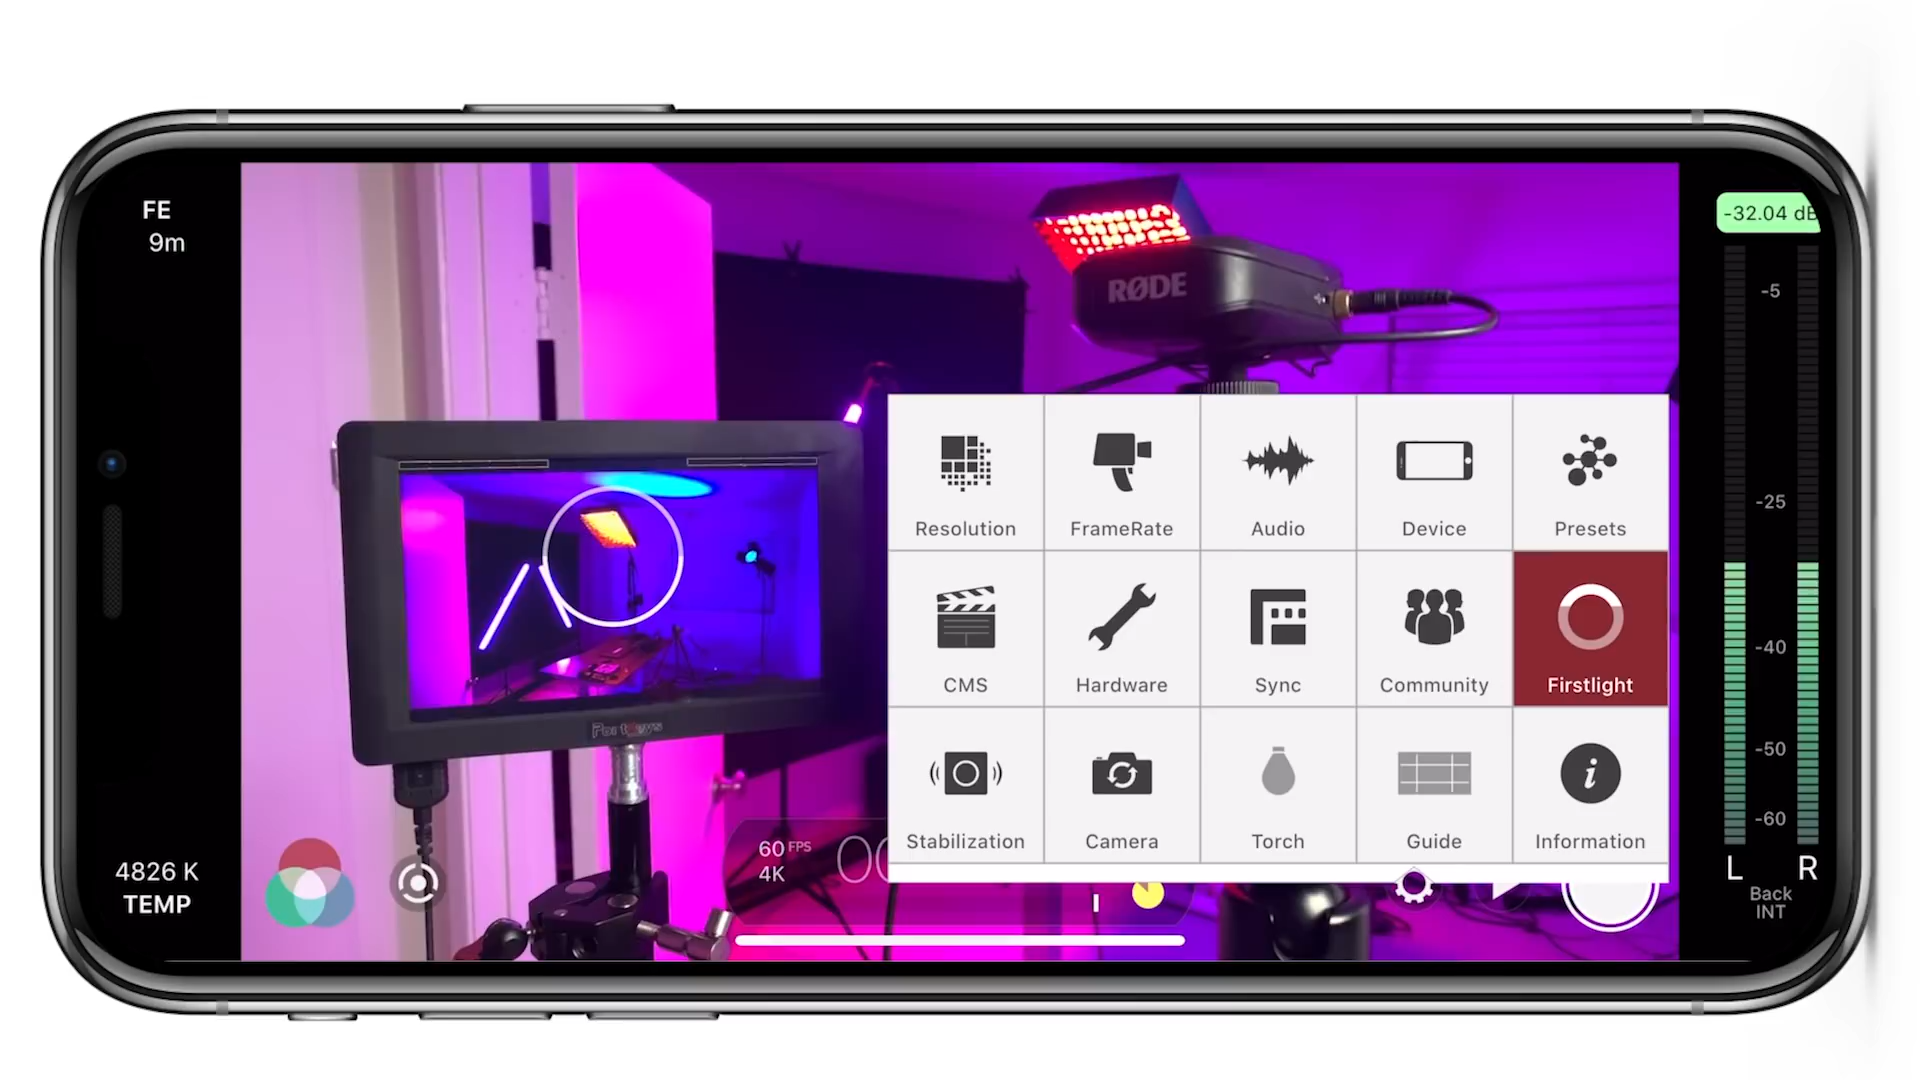 FE
9m
-32.04 dB
-5
-25
-40
-50
-60
L R
Back
INT
RØDE
Resolution FrameRate Audio Device Presets
CMS Hardware Sync Community Firstlight
Stabilization Camera Torch Guide Information
60 FPS
4K
4826 K
TEMP